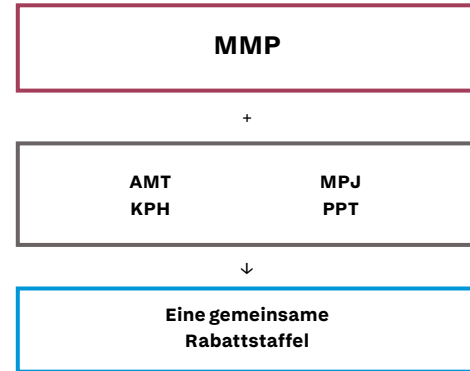 MMP
+
AMT MPJ
KPH PPT
↓
Eine gemeinsame
Rabattstaffel